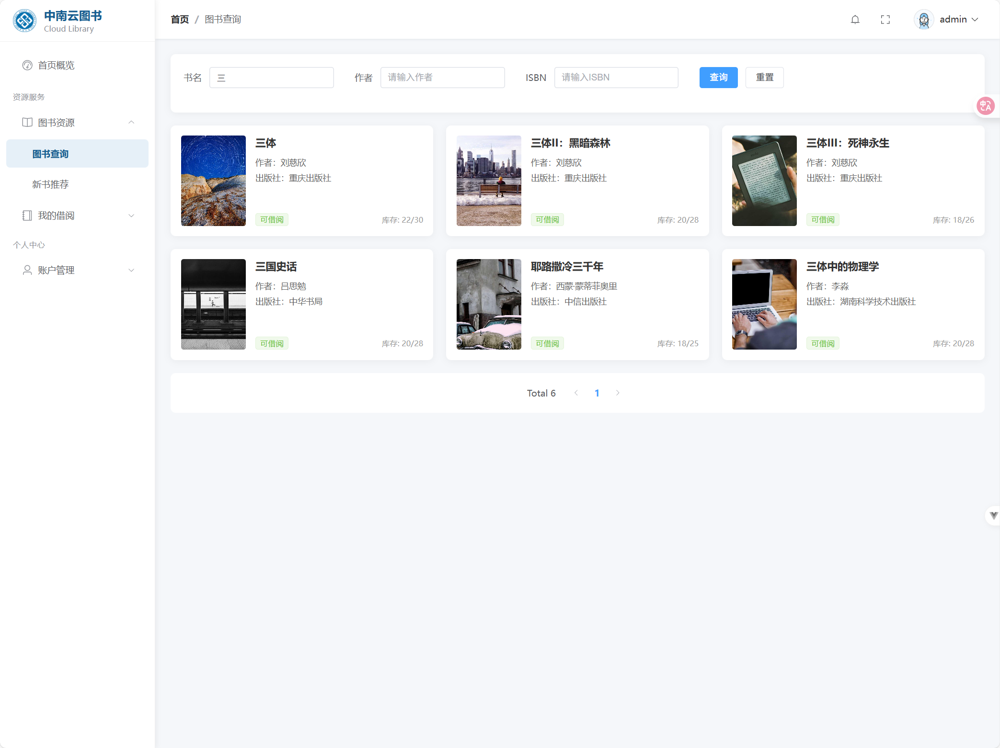 中南云图书
Cloud Library
首页 / 图书查询
admin
首页概览
资源服务
图书资源
图书查询
新书推荐
我的借阅
个人中心
账户管理
书名 三 作者 请输入作者 ISBN 请输入ISBN 查询 重置
三体
作者：刘慈欣
出版社：重庆出版社
可借阅 库存: 22/30
三体II：黑暗森林
作者：刘慈欣
出版社：重庆出版社
可借阅 库存: 20/28
三体III：死神永生
作者：刘慈欣
出版社：重庆出版社
可借阅 库存: 18/26
三国史话
作者：吕思勉
出版社：中华书局
可借阅 库存: 20/28
耶路撒冷三千年
作者：西蒙·蒙蒂菲奥里
出版社：中信出版社
可借阅 库存: 18/25
三体中的物理学
作者：李淼
出版社：湖南科学技术出版社
可借阅 库存: 20/28
Total 6 1
中 A